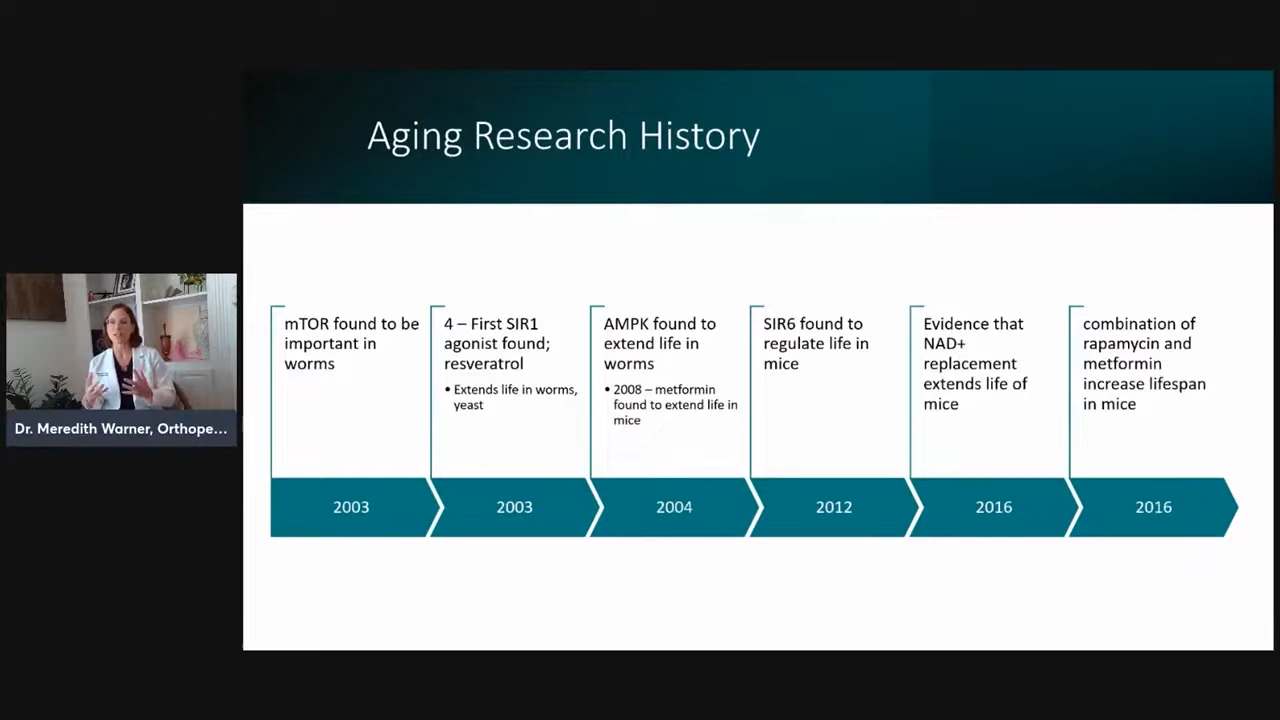 Aging Research History
mTOR found to be
important in
worms
4 – First SIR1
agonist found;
resveratrol
• Extends life in worms,
yeast
AMPK found to
extend life in
worms
• 2008 – metformin
found to extend life in
mice
SIR6 found to
regulate life in
mice
Evidence that
NAD+
replacement
extends life of
mice
combination of
rapamycin and
metformin
increase lifespan
in mice
2003
2003
2004
2012
2016
2016
Dr. Meredith Warner, Orthope...